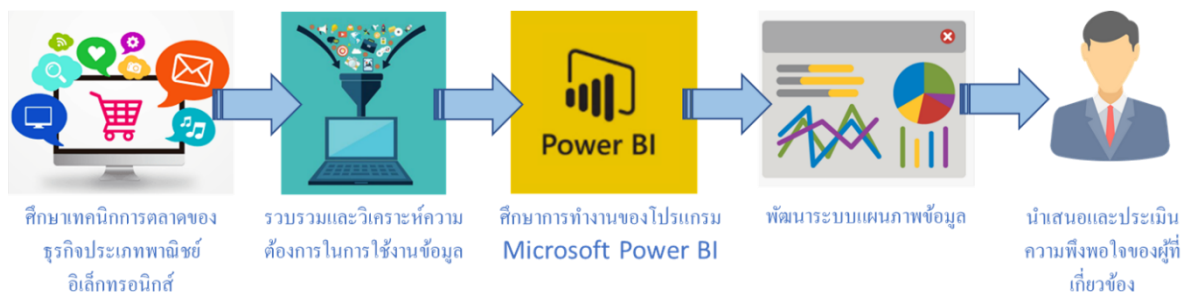 Power BI
ศึกษาเทคนิกการตลาดของ
ธุรกิจประเภทพาณิชย์
อิเล็กทรอนิกส์
รวบรวมและวิเคราะห์ความ
ต้องการในการใช้งานข้อมูล
ศึกษาการทำงานของโปรแกรม
Microsoft Power BI
พัฒนาระบบแผนภาพข้อมูล
นำเสนอและประเมิน
ความพึงพอใจของผู้ที่
เกี่ยวข้อง